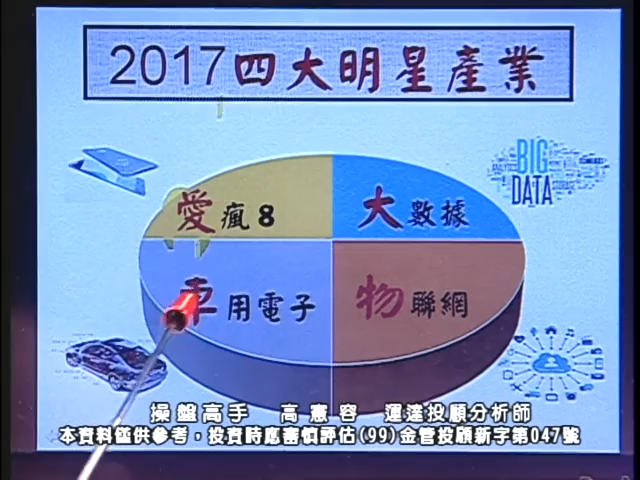 2017四大明星產業
BIG
DATA
愛瘋8
大數據
車用電子
物聯網
操盤高手 高憲容 運達投顧分析師
本資料僅供參考，投資時應審慎評估(99)金管投顧新字第047號